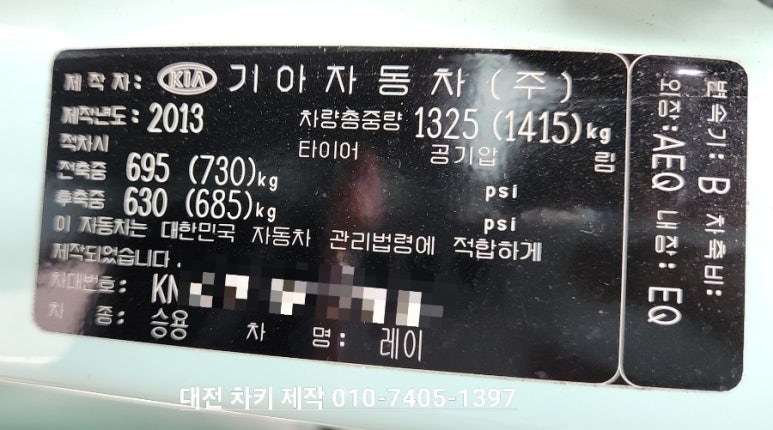 제작자: KIA 기아자동차(주)
제작년도: 2013 차량총중량 1325 (1415)kg
적차시 타이어 공기압 림
전축중 695 (730)kg psi
후축중 630 (685)kg psi
이 자동차는 대한민국 자동차 관리법령에 적합하게
제작되었습니다.
차대번호: KN
차 종: 승용 차 명: 레이
변속기: B 차축비:
외장: AEQ 내장: EQ
대전 차키 제작 010-7405-1397